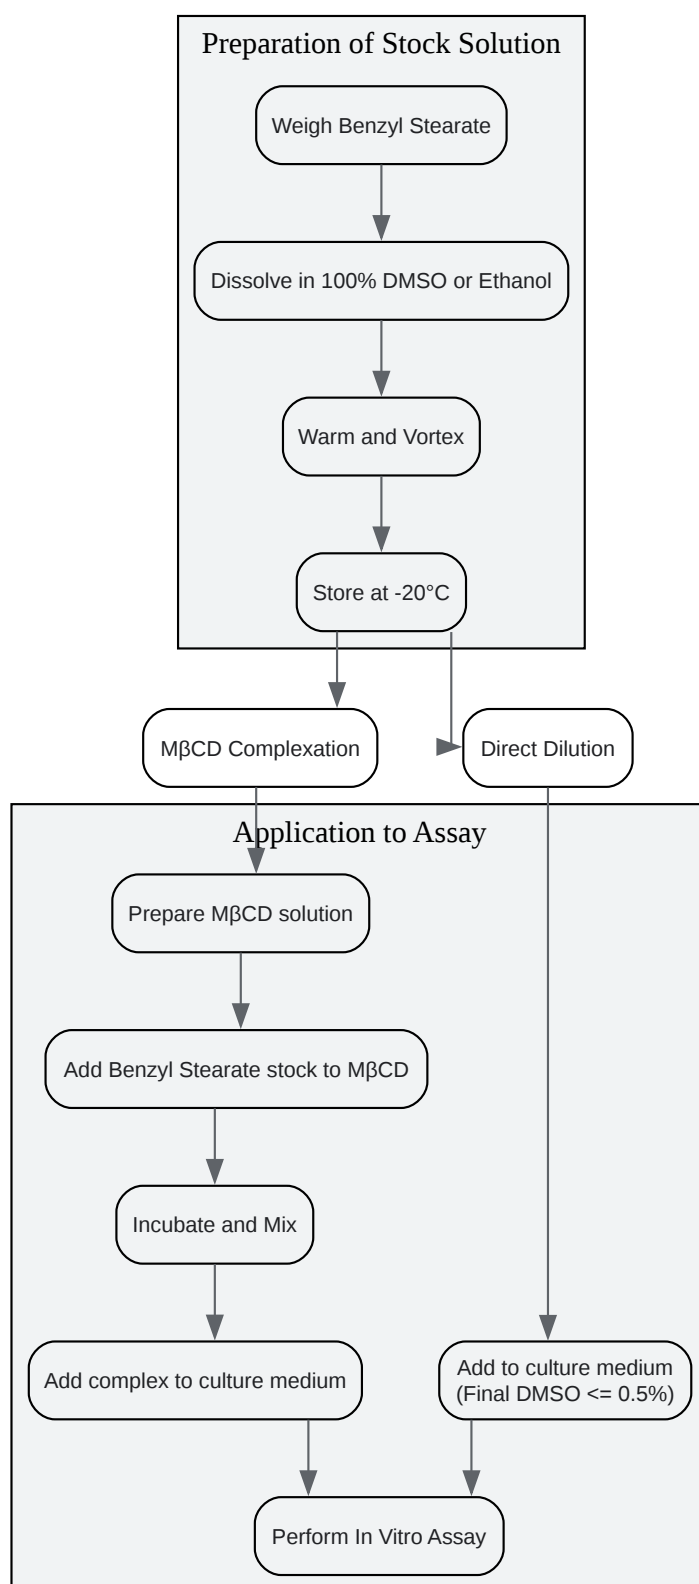 Preparation of Stock Solution
Weigh Benzyl Stearate
Dissolve in 100% DMSO or Ethanol
Warm and Vortex
Store at -20°C
MβCD Complexation
Direct Dilution
Application to Assay
Prepare MβCD solution
Add Benzyl Stearate stock to MβCD
Incubate and Mix
Add complex to culture medium
Add to culture medium
(Final DMSO <= 0.5%)
Perform In Vitro Assay